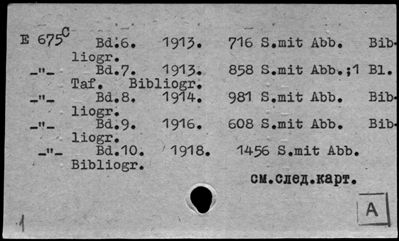 E 675C Bd.6. 1913. 716 S.mit Abb. Bib-
liogr.
_"_ Bd.7. 1913. 858 S.mit Abb.;1 Bl.
Taf. Bibliogr.
_"_ Bd.8. 1914. 981 S.mit Abb. Bib-
liogr.
_"_ Bd.9. 1916. 608 S.mit Abb. Bib-
liogr.
_"_ Bd.10. 1918. 1456 S.mit Abb.
Bibliogr.
см.след.карт.
A
1